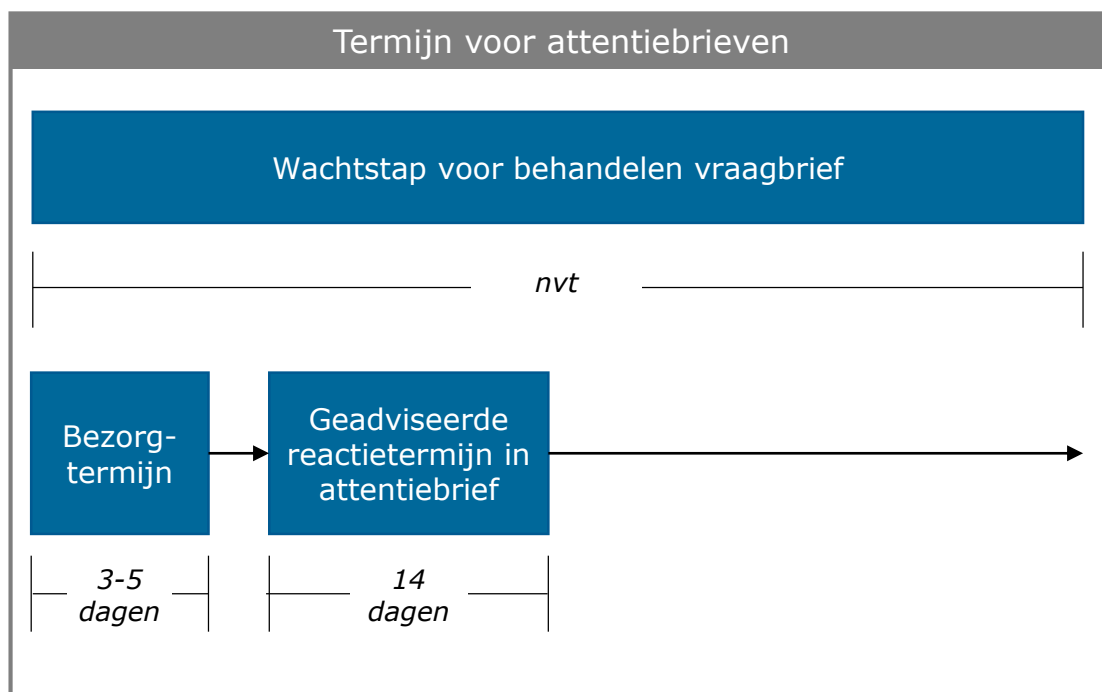 Termijn voor attentiebrieven
Wachtstap voor behandelen vraagbrief
nvt
Bezorg-
termijn
Geadviseerde
reactietermijn in
attentiebrief
3-5
dagen
14
dagen